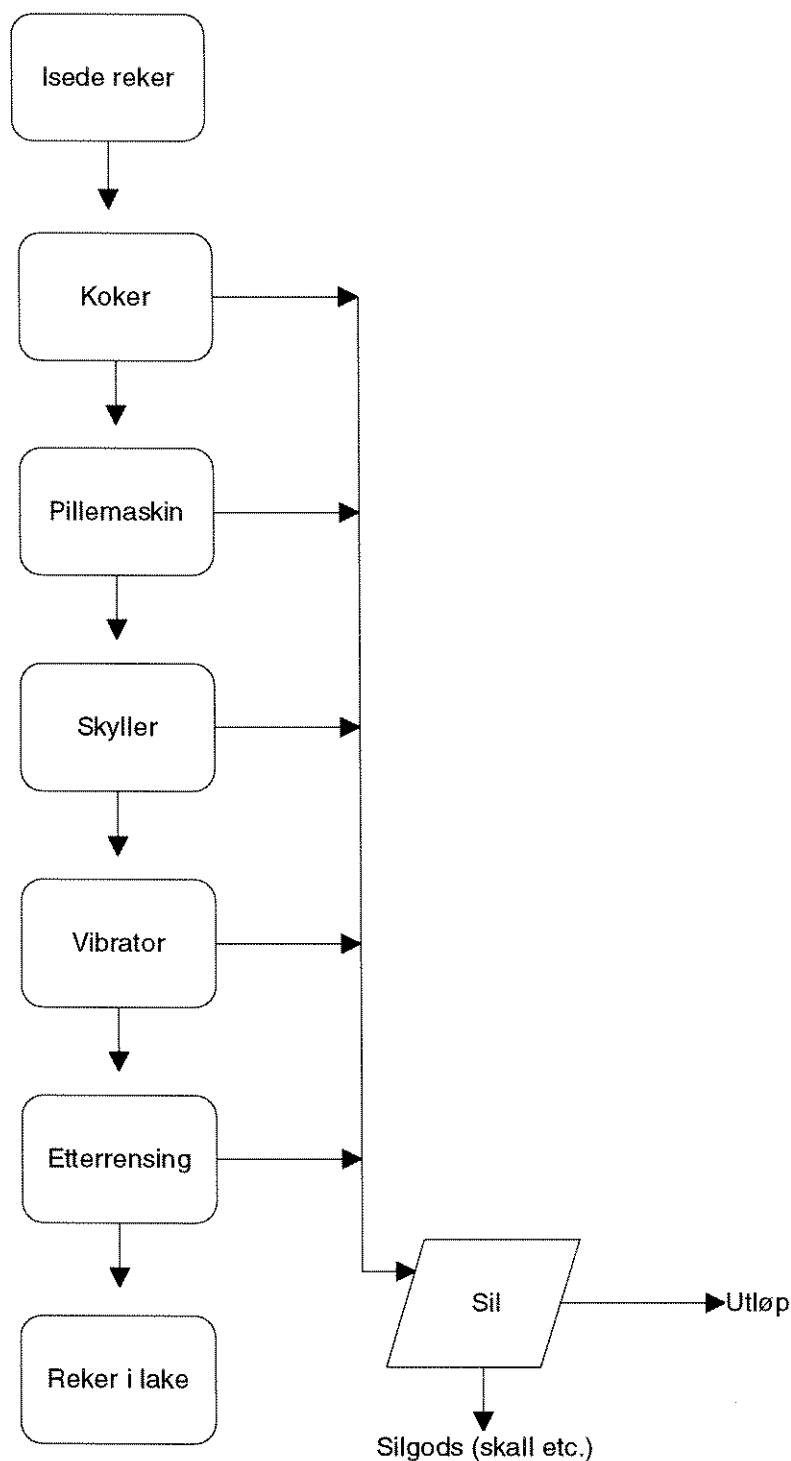 Isede reker
Koker
Pillemaskin
Skyller
Vibrator
Etterrensing
Sil
Utløp
Reker i lake
Silgods (skall etc.)